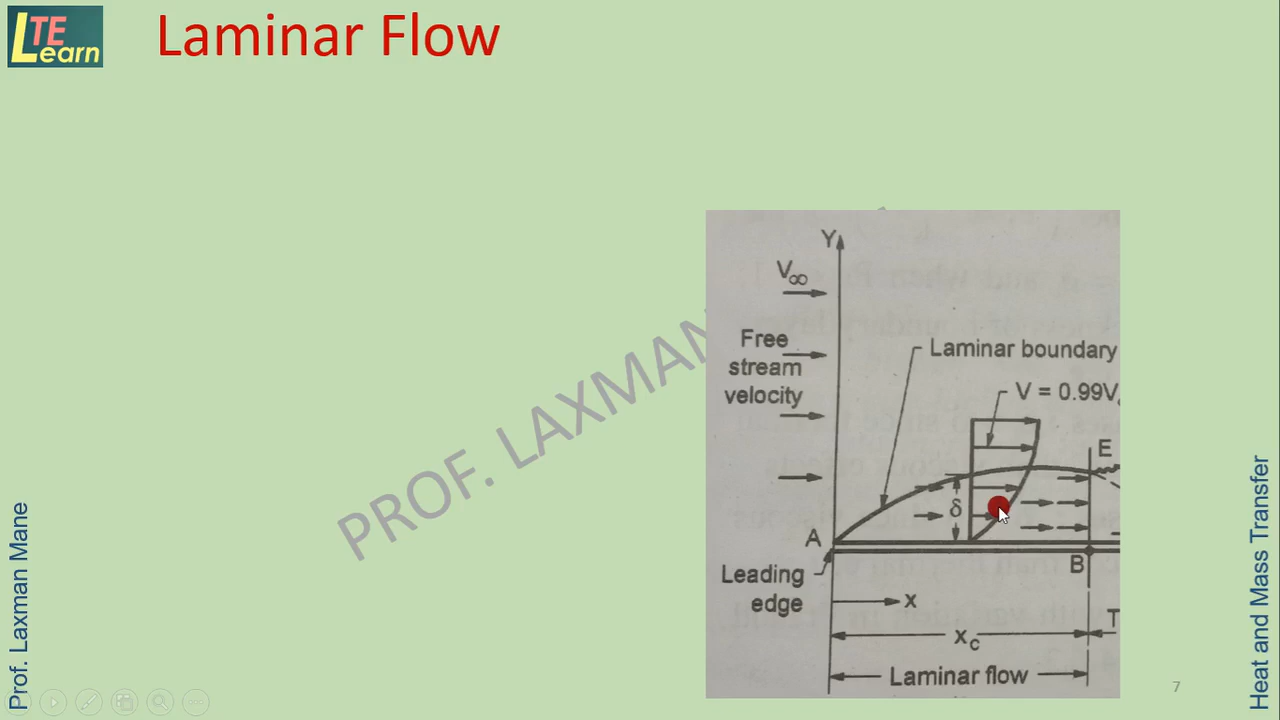 LTE
Learn
Laminar Flow
PROF. LAXMAN
Y
V∞
Free
stream
velocity
Laminar boundary
V = 0.99V
E
δ
A
B
Leading
edge
x
xc
T
Laminar flow
Prof. Laxman Mane
Heat and Mass Transfer
7